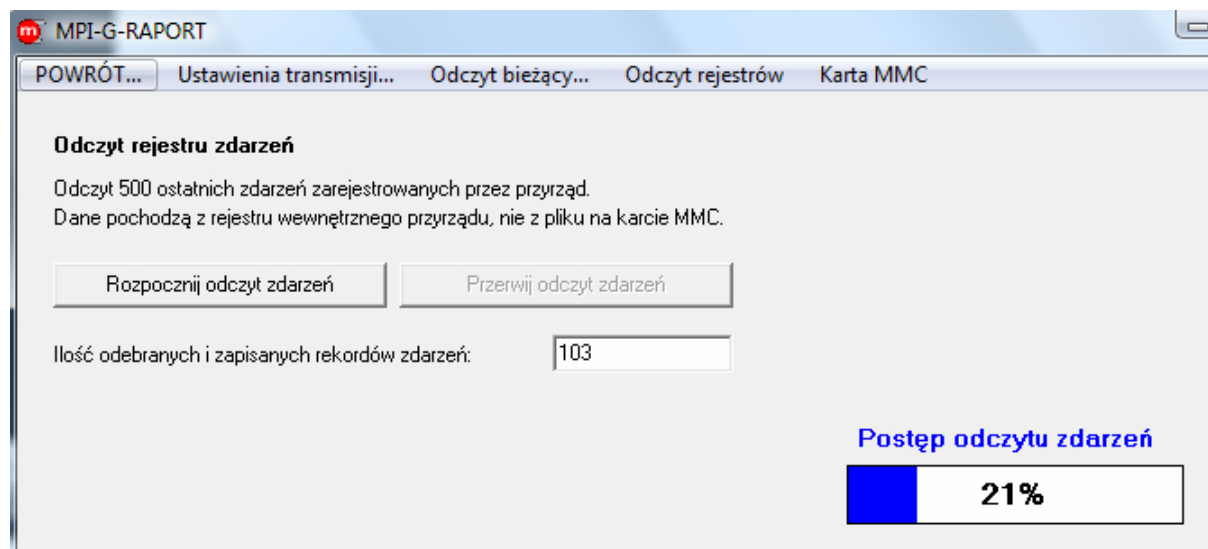 m MPI-G-RAPORT
POWRÓT... Ustawienia transmisji... Odczyt bieżący... Odczyt rejestrów Karta MMC
Odczyt rejestru zdarzeń
Odczyt 500 ostatnich zdarzeń zarejestrowanych przez przyrząd.
Dane pochodzą z rejestru wewnętrznego przyrządu, nie z pliku na karcie MMC.
Rozpocznij odczyt zdarzeń Przerwij odczyt zdarzeń
Ilość odebranych i zapisanych rekordów zdarzeń: 103
Postęp odczytu zdarzeń
21%